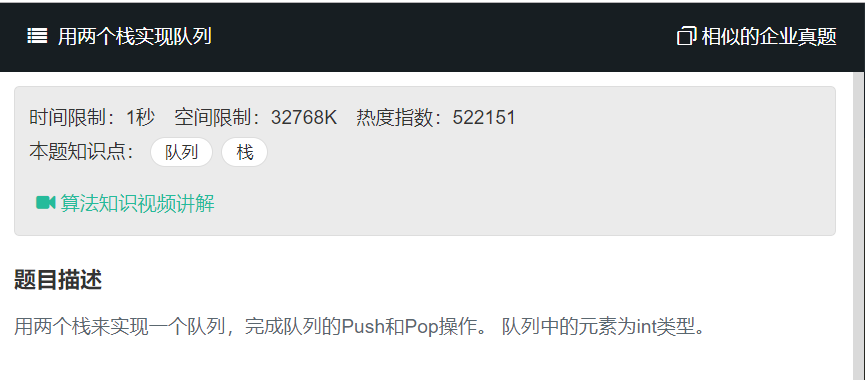 用两个栈实现队列 相似的企业真题
时间限制：1秒 空间限制：32768K 热度指数：522151
本题知识点： 队列 栈
算法知识视频讲解
题目描述
用两个栈来实现一个队列，完成队列的Push和Pop操作。 队列中的元素为int类型。